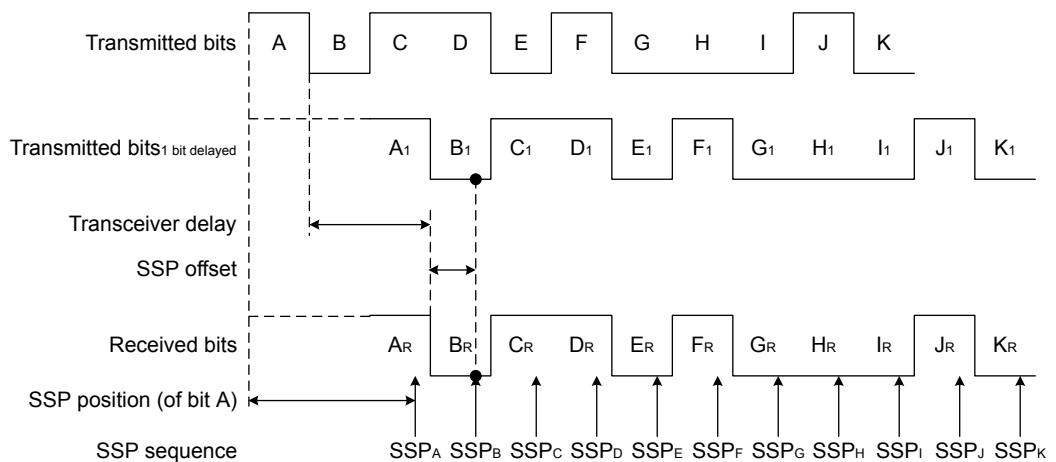 Transmitted bits A B C D E F G H I J K
Transmitted bits1 bit delayed A1 B1 C1 D1 E1 F1 G1 H1 I1 J1 K1
Transceiver delay
SSP offset
Received bits AR BR CR DR ER FR GR HR IR JR KR
SSP position (of bit A)
SSP sequence SSPA SSPB SSPC SSPD SSPE SSPF SSPG SSPH SSPI SSPJ SSPK